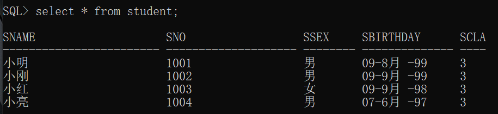 SQL> select * from student;
SNAME SNO SSEX SBIRTHDAY SCLA
------------------------ ------------------------ -------- -------------- ----
小明 1001 男 09-8月 -99 3
小刚 1002 男 09-9月 -99 3
小红 1003 女 09-9月 -98 3
小亮 1004 男 07-6月 -97 3